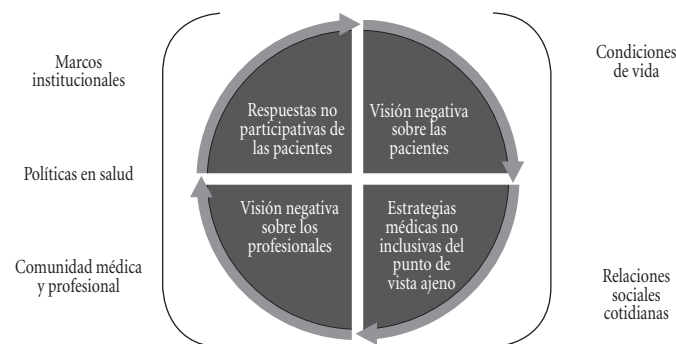 Marcos
institucionales
Políticas en salud
Comunidad médica
y profesional
Respuestas no
participativas de
las pacientes
Visión negativa
sobre las
pacientes
Visión negativa
sobre los
profesionales
Estrategias
médicas no
inclusivas del
punto de
vista ajeno
Condiciones
de vida
Relaciones
sociales
cotidianas